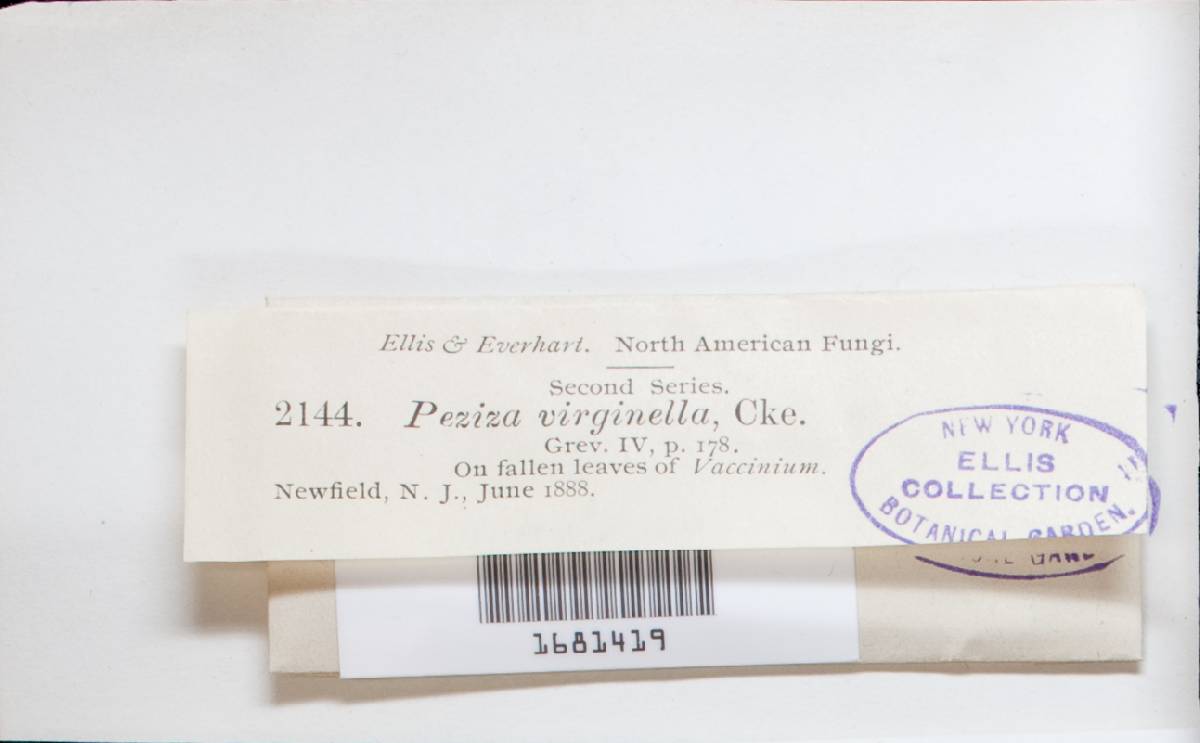 Ellis & Everhart. North American Fungi.
Second Series.
2144. Peziza virginella, Cke.
Grev. IV, p. 178.
On fallen leaves of Vaccinium.
Newfield, N. J., June 1888.
NEW YORK
ELLIS
COLLECTION
BOTANICAL GARDEN.
1681419